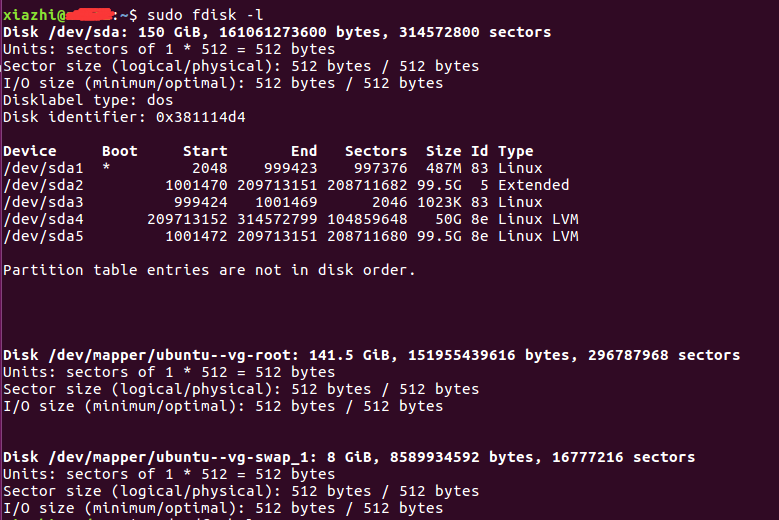 xiazhi@:~$ sudo fdisk -l
Disk /dev/sda: 150 GiB, 161061273600 bytes, 314572800 sectors
Units: sectors of 1 * 512 = 512 bytes
Sector size (logical/physical): 512 bytes / 512 bytes
I/O size (minimum/optimal): 512 bytes / 512 bytes
Disklabel type: dos
Disk identifier: 0x381114d4
Device Boot Start End Sectors Size Id Type
/dev/sda1 * 2048 999423 997376 487M 83 Linux
/dev/sda2 1001470 209713151 208711682 99.5G 5 Extended
/dev/sda3 999424 1001469 2046 1023K 83 Linux
/dev/sda4 209713152 314572799 104859648 50G 8e Linux LVM
/dev/sda5 1001472 209713151 208711680 99.5G 8e Linux LVM
Partition table entries are not in disk order.
Disk /dev/mapper/ubuntu--vg-root: 141.5 GiB, 151955439616 bytes, 296787968 sectors
Units: sectors of 1 * 512 = 512 bytes
Sector size (logical/physical): 512 bytes / 512 bytes
I/O size (minimum/optimal): 512 bytes / 512 bytes
Disk /dev/mapper/ubuntu--vg-swap_1: 8 GiB, 8589934592 bytes, 16777216 sectors
Units: sectors of 1 * 512 = 512 bytes
Sector size (logical/physical): 512 bytes / 512 bytes
I/O size (minimum/optimal): 512 bytes / 512 bytes